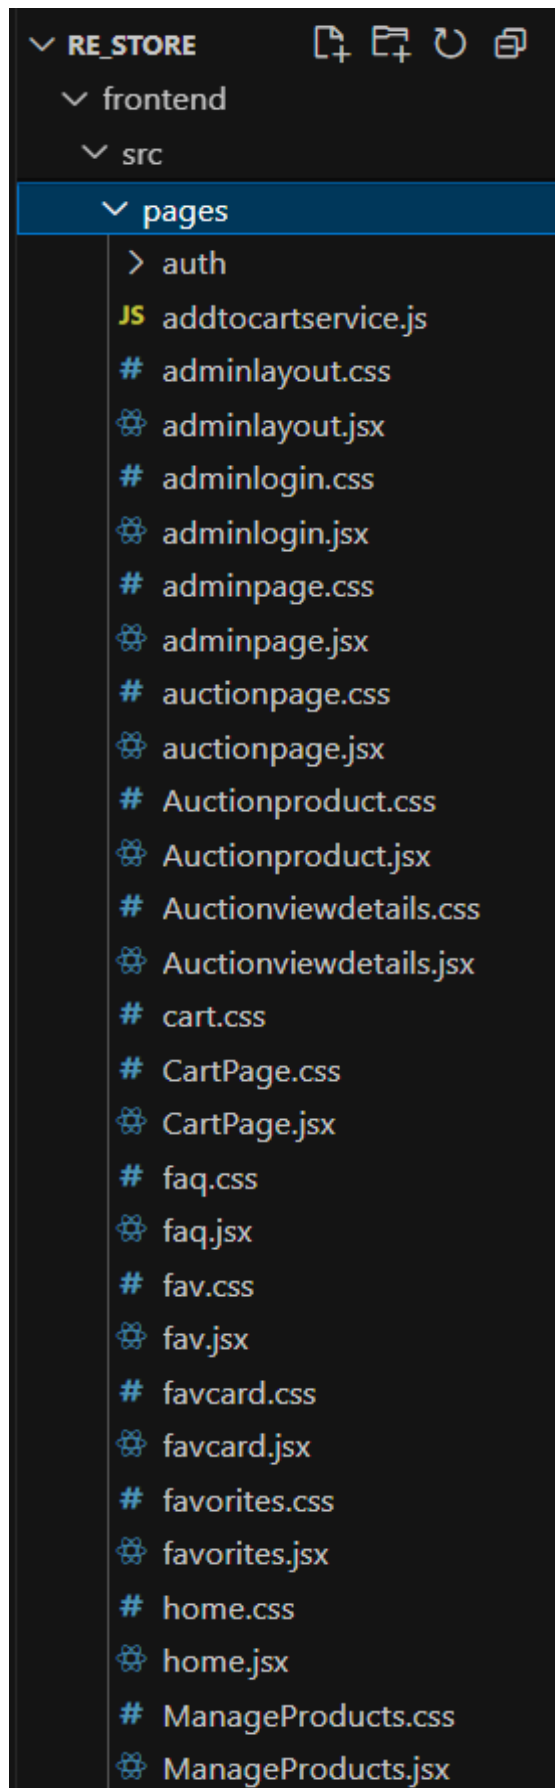 RE_STORE
frontend
src
pages
auth
JS addtocartservice.js
# adminlayout.css
adminlayout.jsx
# adminlogin.css
adminlogin.jsx
# adminpage.css
adminpage.jsx
# auctionpage.css
auctionpage.jsx
# Auctionproduct.css
Auctionproduct.jsx
# Auctionviewdetails.css
Auctionviewdetails.jsx
# cart.css
# CartPage.css
CartPage.jsx
# faq.css
faq.jsx
# fav.css
fav.jsx
# favcard.css
favcard.jsx
# favorites.css
favorites.jsx
# home.css
home.jsx
# ManageProducts.css
ManageProducts.jsx